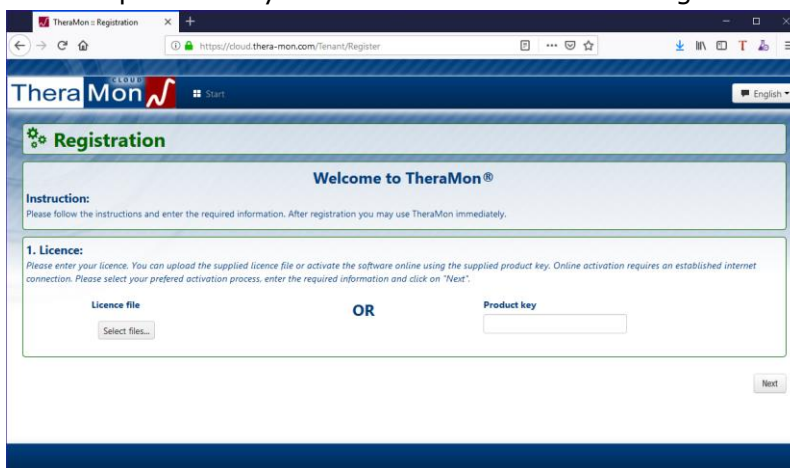 TheraMon :: Registration
https://cloud.thera-mon.com/Tenant/Register
CLOUD
Thera Mon
Start
English
Registration
Welcome to TheraMon®
Instruction:
Please follow the instructions and enter the required information. After registration you may use TheraMon immediately.
1. Licence:
Please enter your licence. You can upload the supplied licence file or activate the software online using the supplied product key. Online activation requires an established internet
connection. Please select your prefered activation process, enter the required information and click on "Next".
Licence file
OR
Product key
Select files...
Next